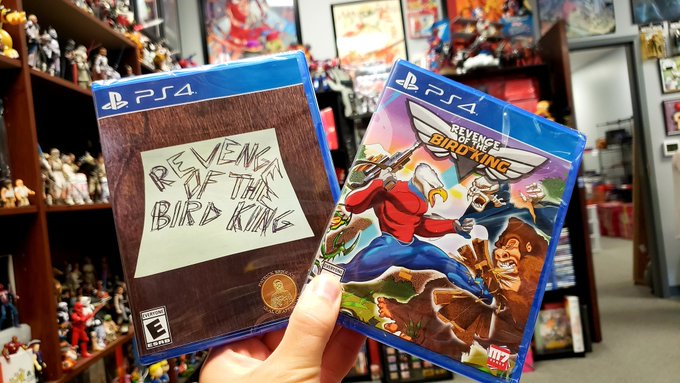 PS4
REVENGE
OF THE
BIRD KING
EVERYONE
E
PS4
REVENGE
OF THE
BIRD KING